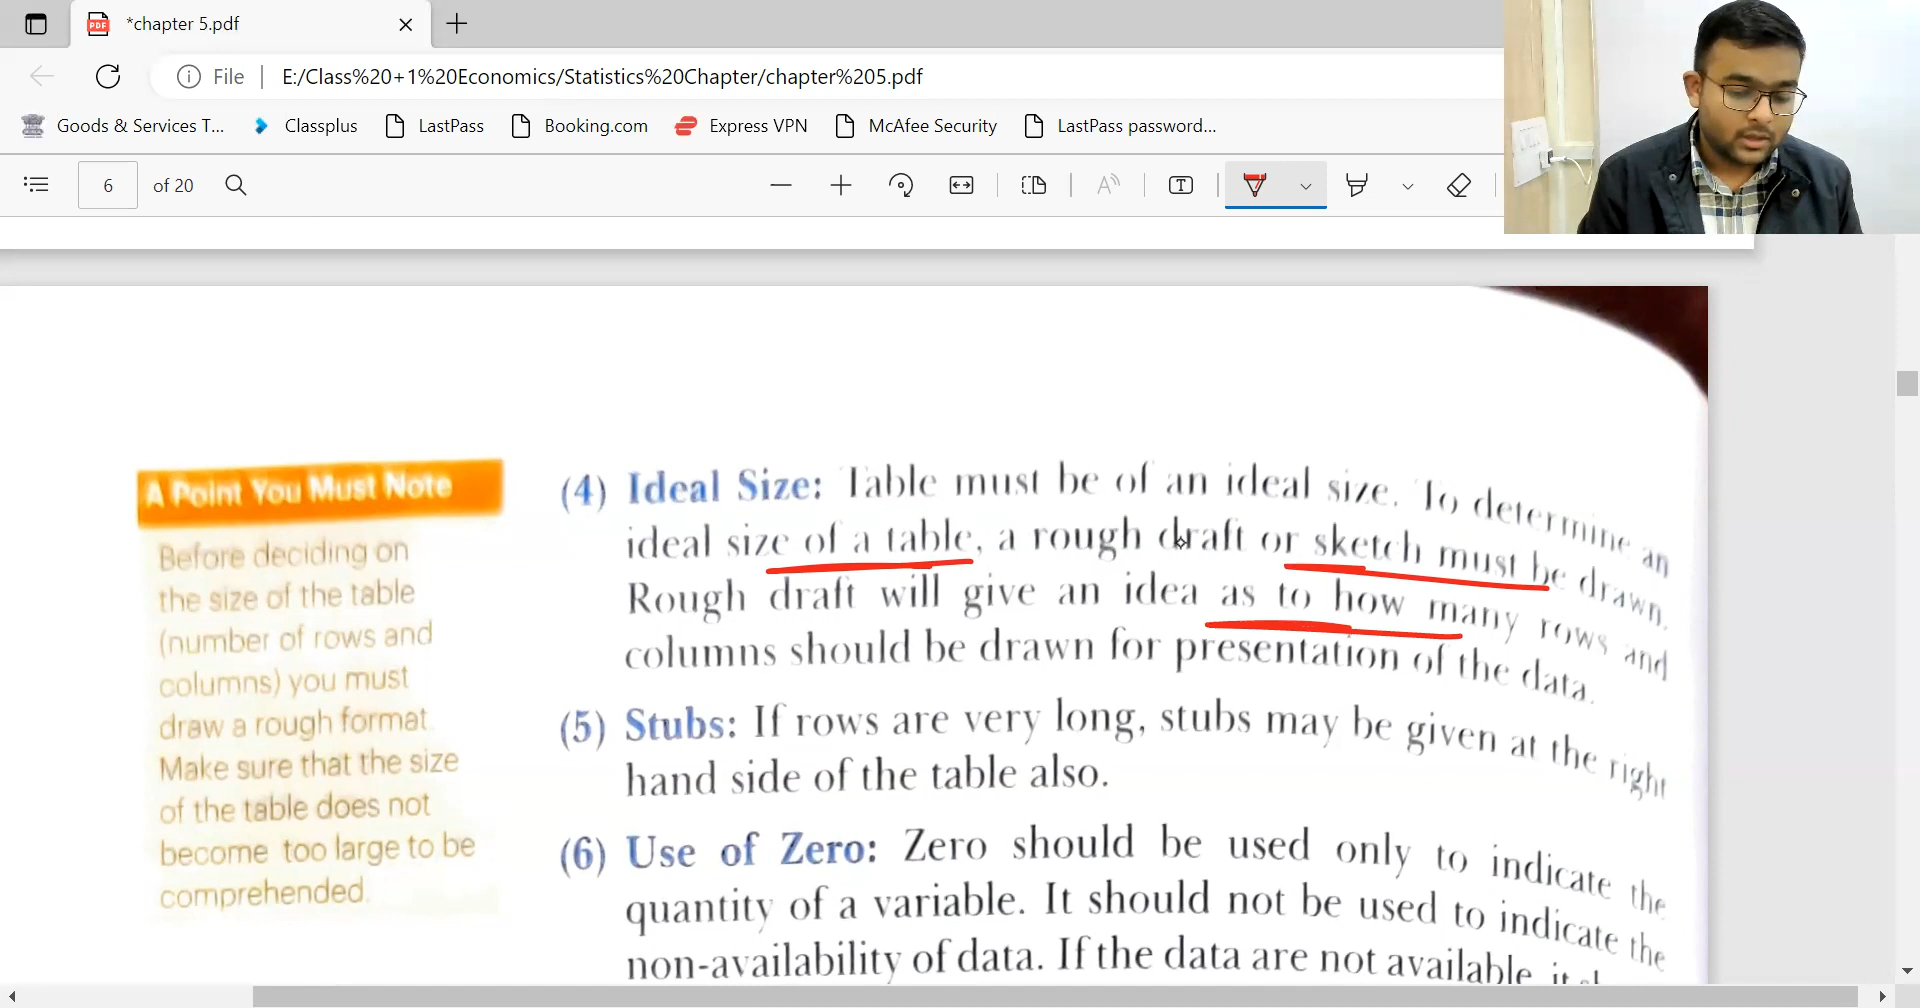 *chapter 5.pdf
File E:/Class%20+1%20Economics/Statistics%20Chapter/chapter%205.pdf
Goods & Services T... Classplus LastPass Booking.com Express VPN McAfee Security LastPass password...
6 of 20
A Point You Must Note
Before deciding on
the size of the table
(number of rows and
columns) you must
draw a rough format.
Make sure that the size
of the table does not
become too large to be
comprehended.
(4) Ideal Size: Table must be of an ideal size. To determine an
ideal size of a table, a rough draft or sketch must be drawn.
Rough draft will give an idea as to how many rows and
columns should be drawn for presentation of the data.
(5) Stubs: If rows are very long, stubs may be given at the right
hand side of the table also.
(6) Use of Zero: Zero should be used only to indicate the
quantity of a variable. It should not be used to indicate the
non-availability of data. If the data are not available, it